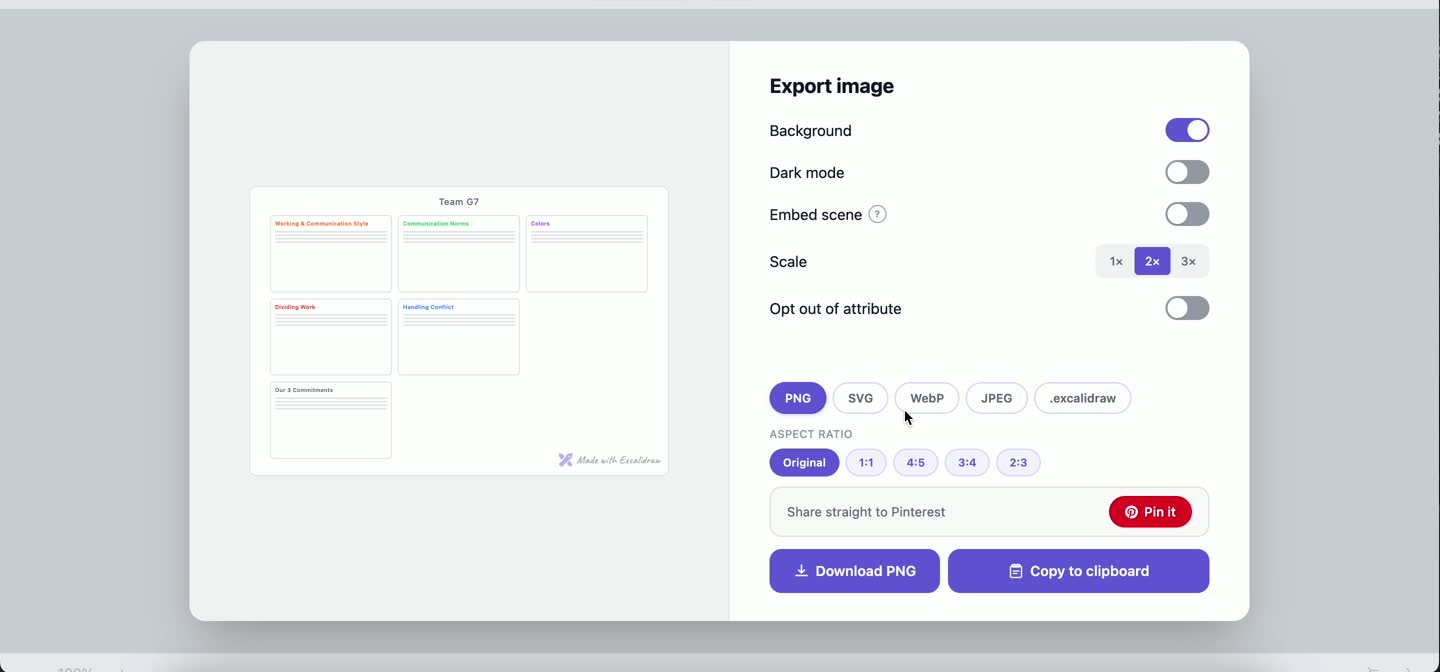 Export image
Background
Dark mode
Embed scene ?
Scale 1× 2× 3×
Opt out of attribute
PNG SVG WebP JPEG .excalidraw
ASPECT RATIO
Original 1:1 4:5 3:4 2:3
Share straight to Pinterest Pin it
Download PNG Copy to clipboard
Team G7
Working & Communication Style Communication Norms Colors
Dividing Work Handling Conflict
Our 3 Commitments
Made with Excalidraw